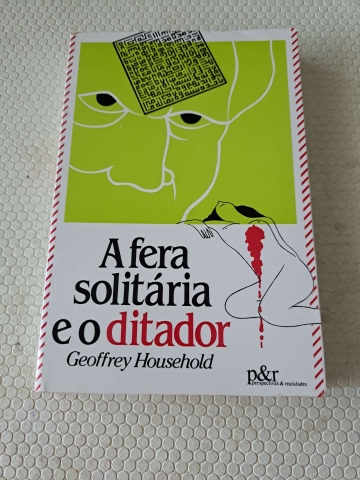 A fera
solitária
e o ditador
Geoffrey Household
p&r
perspectivas & realidades